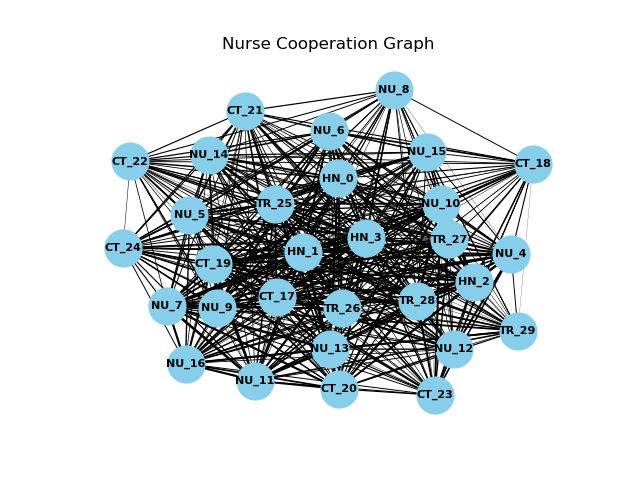 Nurse Cooperation Graph
NU_8
CT_21
NU_6
NU_15
NU_14
CT_22
CT_18
HN_0
TR_25
NU_10
NU_5
HN_3
TR_27
CT_24
HN_1
NU_4
CT_19
HN_2
CT_17
TR_28
NU_7
NU_9
TR_26
TR_29
NU_13
NU_12
NU_16
NU_11
CT_20
CT_23